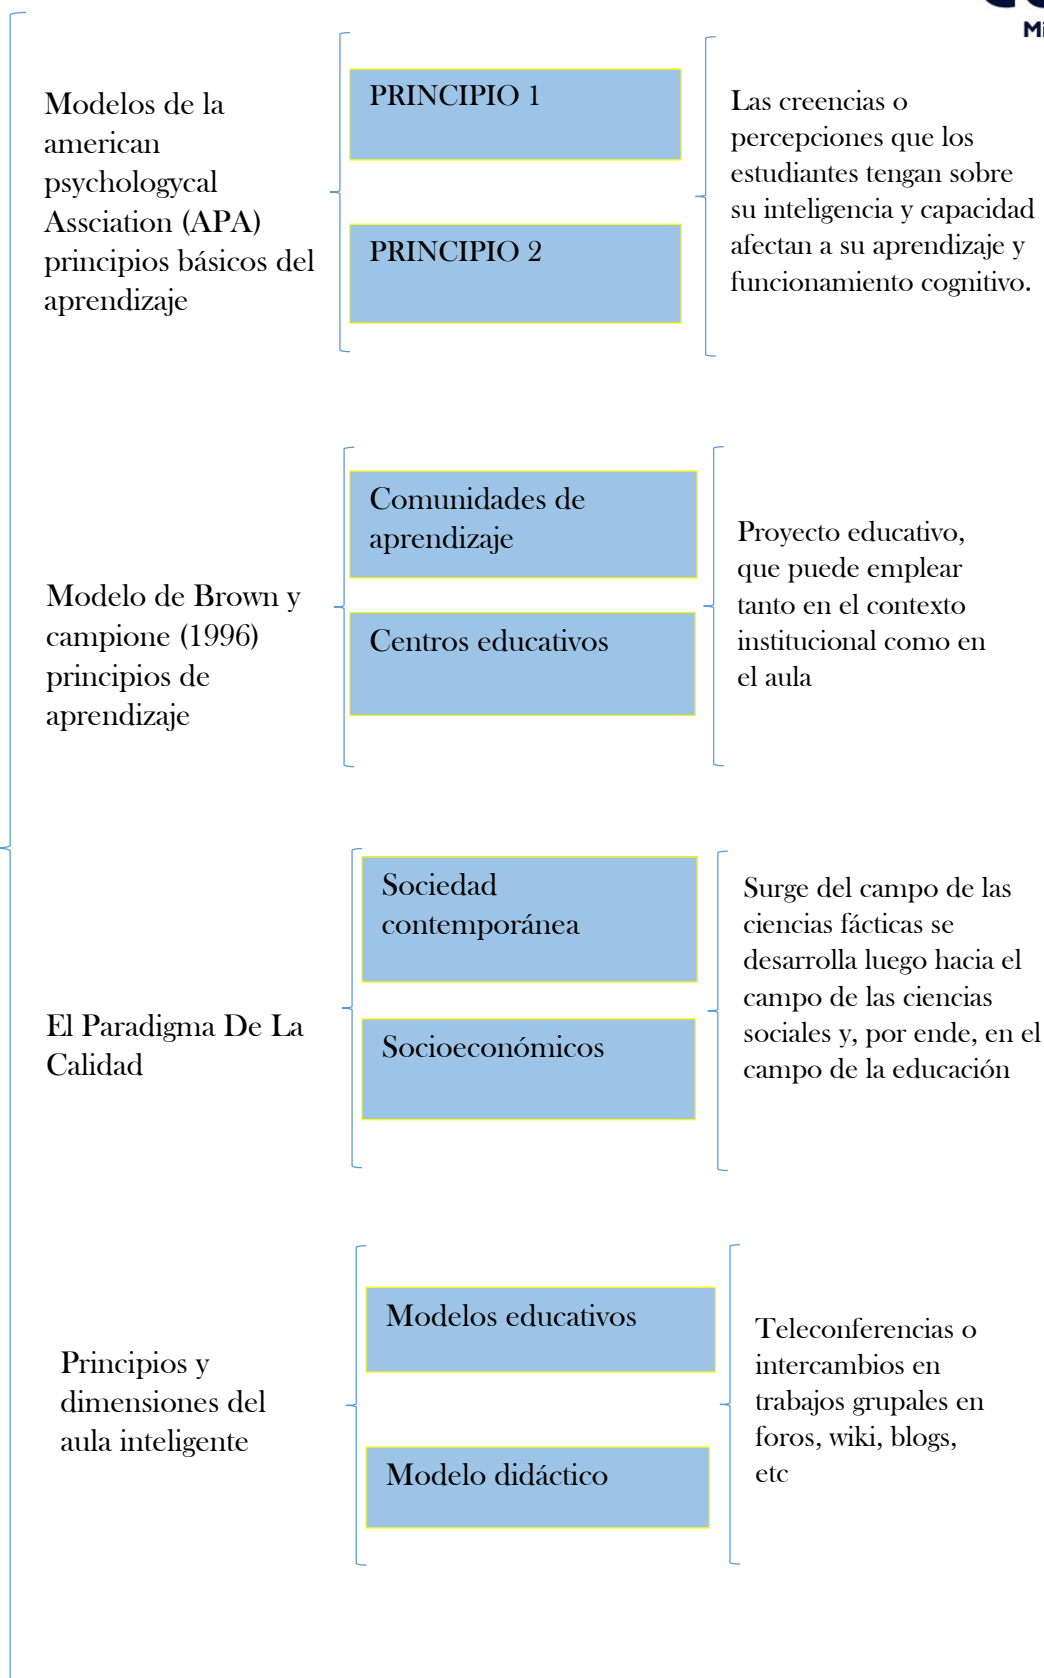 Mi
Modelos de la
american
psychologycal
Assciation (APA)
principios básicos del
aprendizaje
PRINCIPIO 1
PRINCIPIO 2
Las creencias o
percepciones que los
estudiantes tengan sobre
su inteligencia y capacidad
afectan a su aprendizaje y
funcionamiento cognitivo.
Modelo de Brown y
campione (1996)
principios de
aprendizaje
Comunidades de
aprendizaje
Centros educativos
Proyecto educativo,
que puede emplear
tanto en el contexto
institucional como en
el aula
El Paradigma De La
Calidad
Sociedad
contemporánea
Socioeconómicos
Surge del campo de las
ciencias fácticas se
desarrolla luego hacia el
campo de las ciencias
sociales y, por ende, en el
campo de la educación
Principios y
dimensiones del
aula inteligente
Modelos educativos
Modelo didáctico
Teleconferencias o
intercambios en
trabajos grupales en
foros, wiki, blogs,
etc